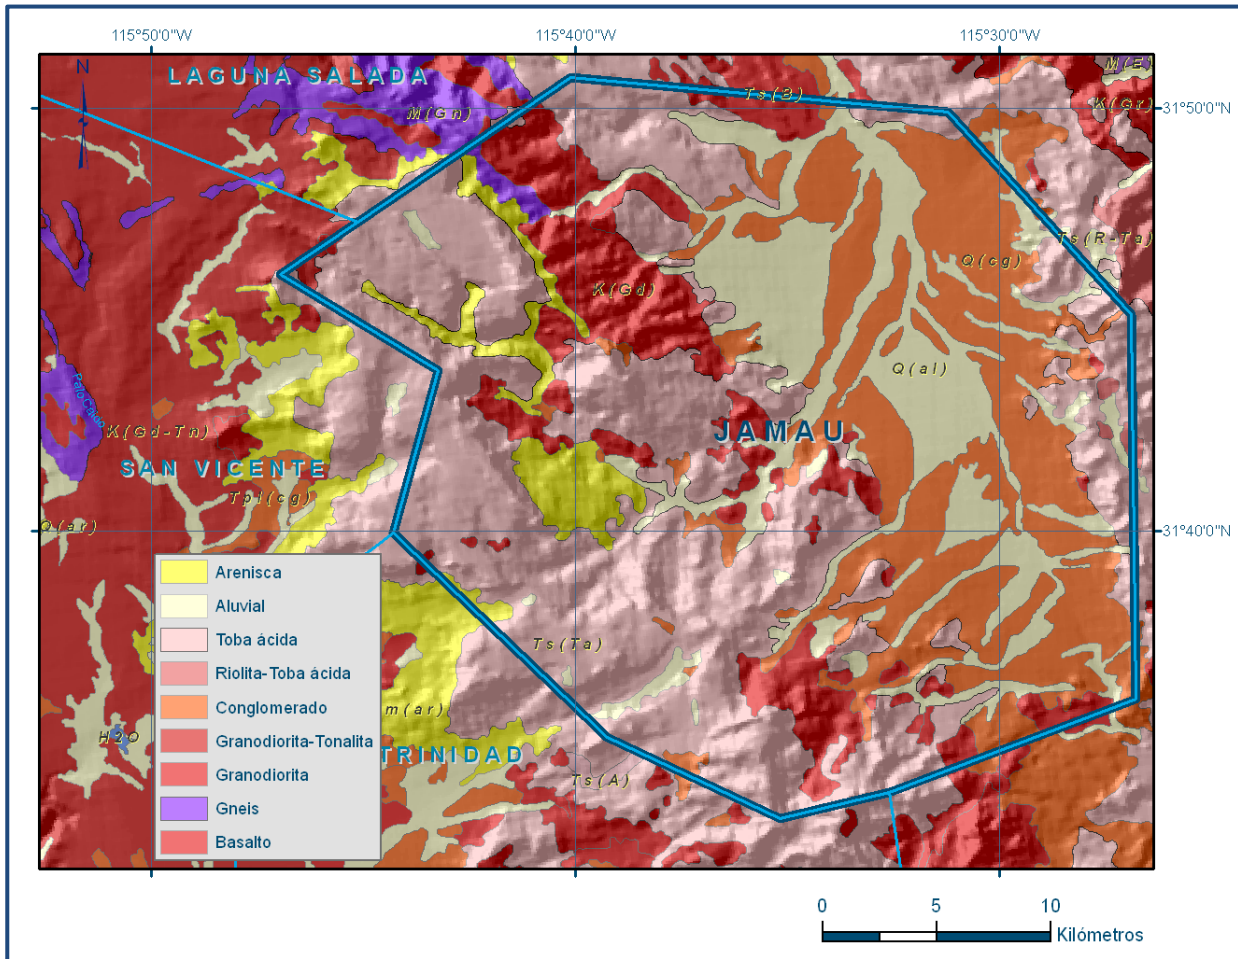 115°50'0"W
115°40'0"W
115°30'0"W
N
LAGUNA SALADA
M(E)
Ts(B)
K(Gr)
M(Gn)
31°50'0"N
Ts(R-Ta)
Q(cg)
K(Gd)
Q(al)
Palo Caido
K(Gd-Tn)
JAMAU
SAN VICENTE
Tpl(cg)
Q(ar)
31°40'0"N
Arenisca
Aluvial
Toba ácida
Riolita-Toba ácida
Conglomerado
Granodiorita-Tonalita
Granodiorita
Gneis
Basalto
Ts(Ta)
m(ar)
H2O
TRINIDAD
Ts(A)
0 5 10
Kilómetros